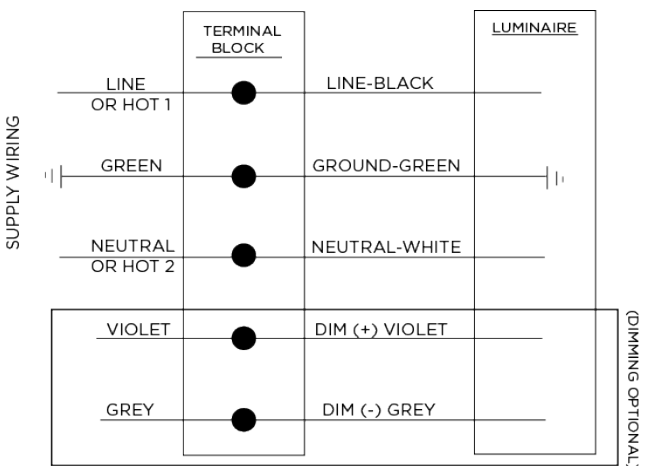 TERMINAL
BLOCK
LUMINAIRE
SUPPLY WIRING
LINE
OR HOT 1
LINE-BLACK
GREEN
GROUND-GREEN
NEUTRAL
OR HOT 2
NEUTRAL-WHITE
VIOLET
DIM (+) VIOLET
GREY
DIM (-) GREY
(DIMMING OPTIONAL)